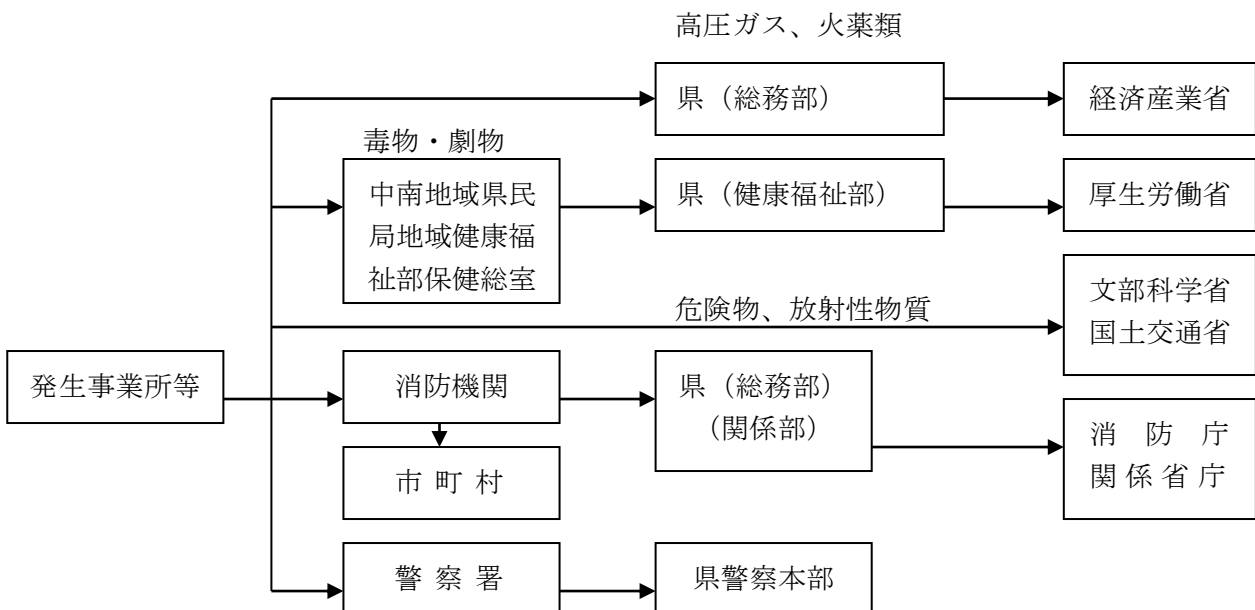 高圧ガス、火薬類
県（総務部）
経済産業省
毒物・劇物
中南地域県民
局地域健康福
祉部保健総室
県（健康福祉部）
厚生労働省
文部科学省
国土交通省
危険物、放射性物質
発生事業所等
消防機関
県（総務部）
（関係部）
消防庁
関係省庁
市町村
警察署
県警察本部